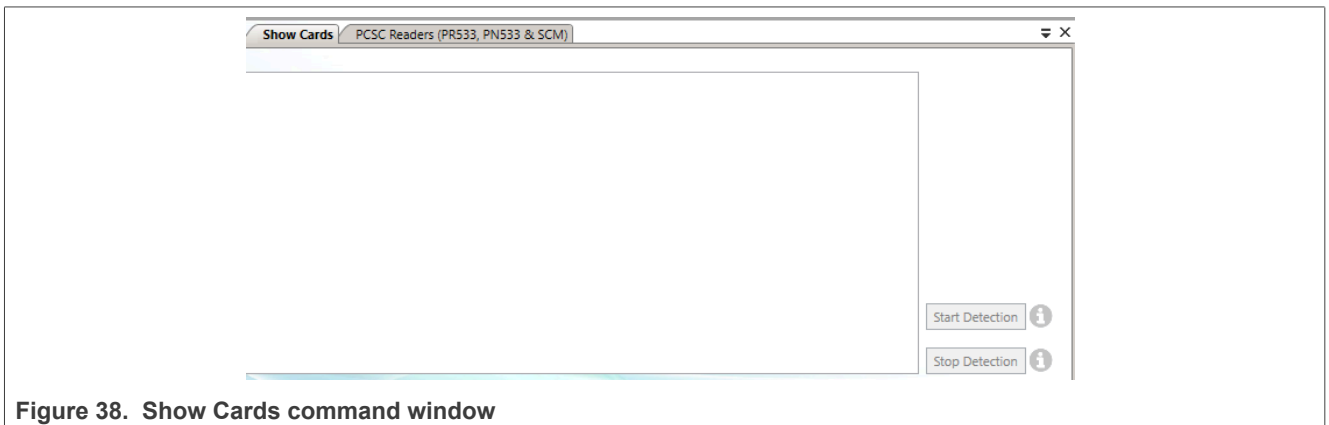 Show Cards PCSC Readers (PR533, PN533 & SCM)
Start Detection
Stop Detection
Figure 38. Show Cards command window